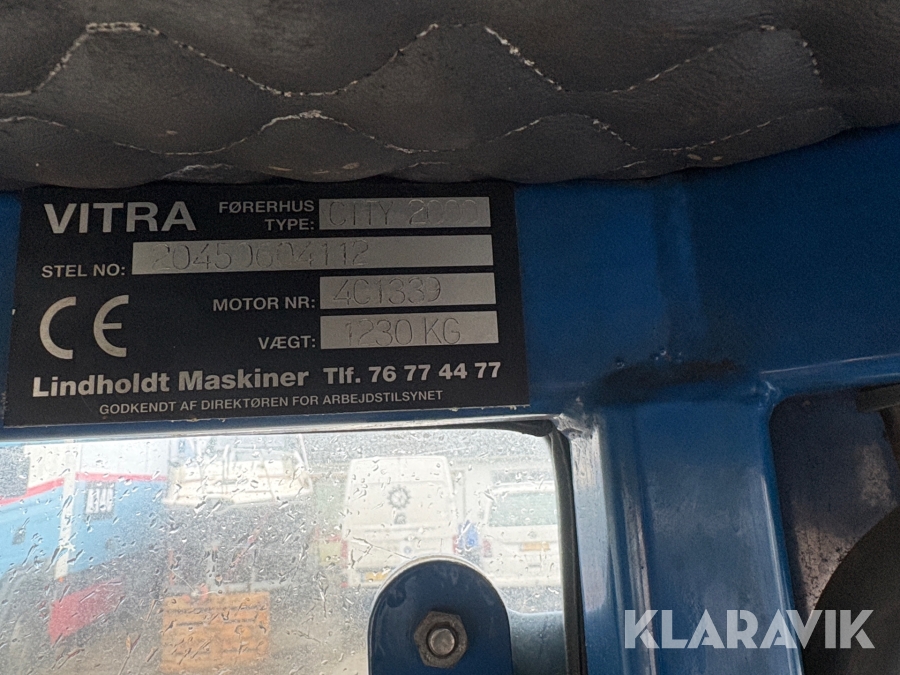 VITRA
FØRERHUS TYPE: CITY 2000
STEL NO: 20450604112
MOTOR NR: 4C1339
VÆGT: 1230 KG
CE
Lindholdt Maskiner Tlf. 76 77 44 77
GODKENDT AF DIREKTØREN FOR ARBEJDSTILSYNET
KLARAVIK